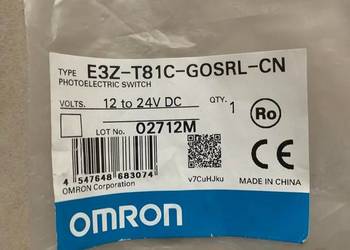 TYPE E3Z-T81C-GOSRL-CN
PHOTOELECTRIC SWITCH
VOLTS. 12 to 24V DC QTY. 1
LOT No. 02712M
Ro
4 547648 683074
OMRON Corporation
v7CuHJku
CE
MADE IN CHINA
OMRON